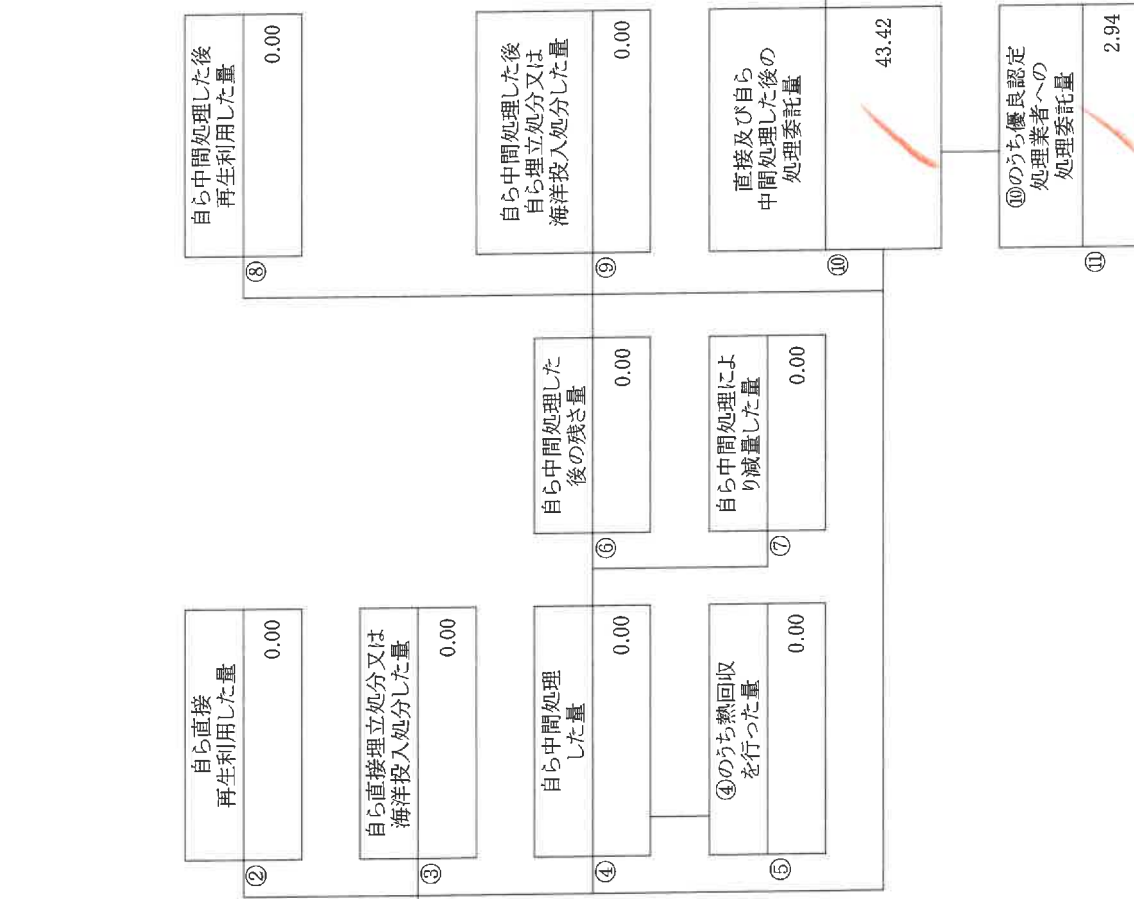 ②
自ら直接
再生利用した量
0.00
③
自ら直接埋立処分又は
海洋投入処分した量
0.00
④
自ら中間処理
した量
0.00
⑤
④のうち熱回収
を行った量
0.00
⑥
自ら中間処理した
後の残さ量
0.00
⑦
自ら中間処理によ
り減量した量
0.00
⑧
自ら中間処理した後
再生利用した量
0.00
⑨
自ら中間処理した後
自ら埋立処分又は
海洋投入処分した量
0.00
⑩
直接及び自ら
中間処理した後の
処理委託量
43.42
⑪
⑩のうち優良認定
処理業者への
処理委託量
2.94